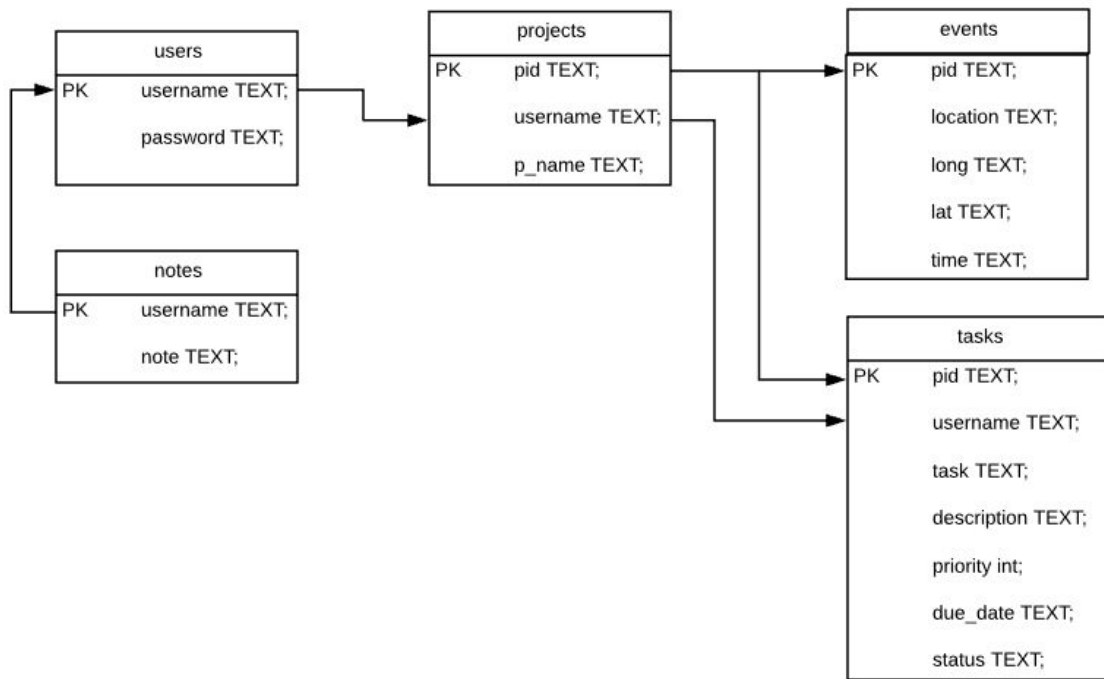 users
PK username TEXT;
password TEXT;
notes
PK username TEXT;
note TEXT;
projects
PK pid TEXT;
username TEXT;
p_name TEXT;
events
PK pid TEXT;
location TEXT;
long TEXT;
lat TEXT;
time TEXT;
tasks
PK pid TEXT;
username TEXT;
task TEXT;
description TEXT;
priority int;
due_date TEXT;
status TEXT;